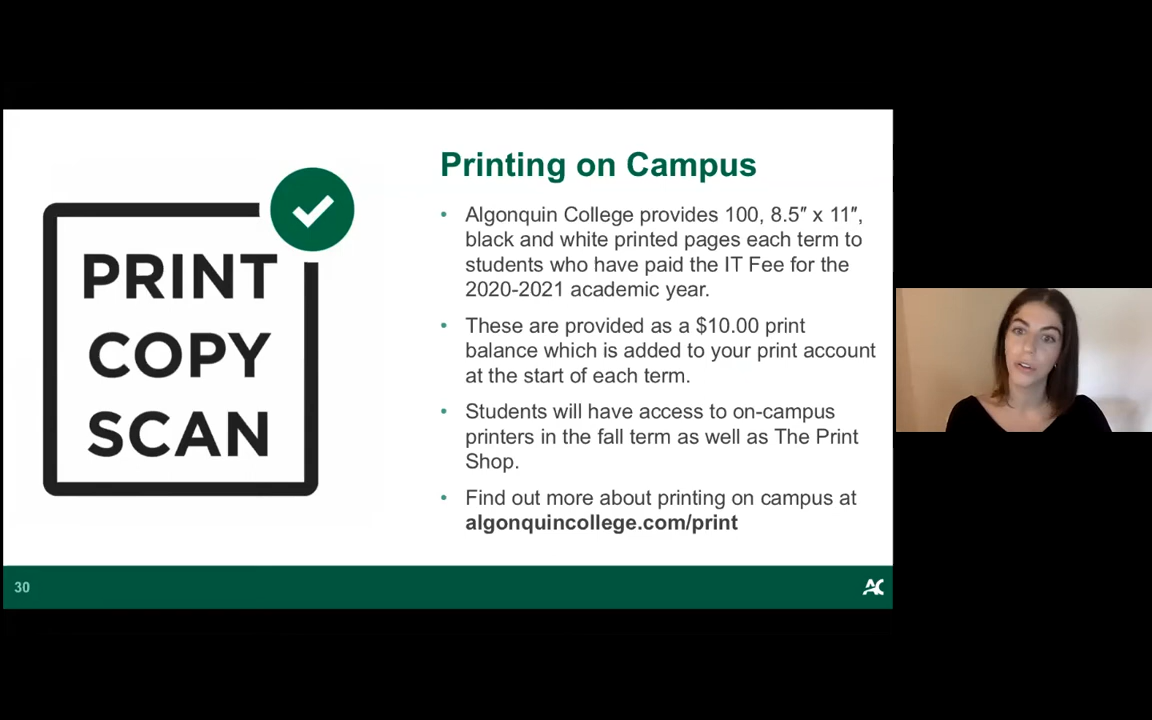 PRINT
COPY
SCAN
Printing on Campus
• Algonquin College provides 100, 8.5″ x 11″,
black and white printed pages each term to
students who have paid the IT Fee for the
2020-2021 academic year.
• These are provided as a $10.00 print
balance which is added to your print account
at the start of each term.
• Students will have access to on-campus
printers in the fall term as well as The Print
Shop.
• Find out more about printing on campus at
algonquincollege.com/print
30
AC